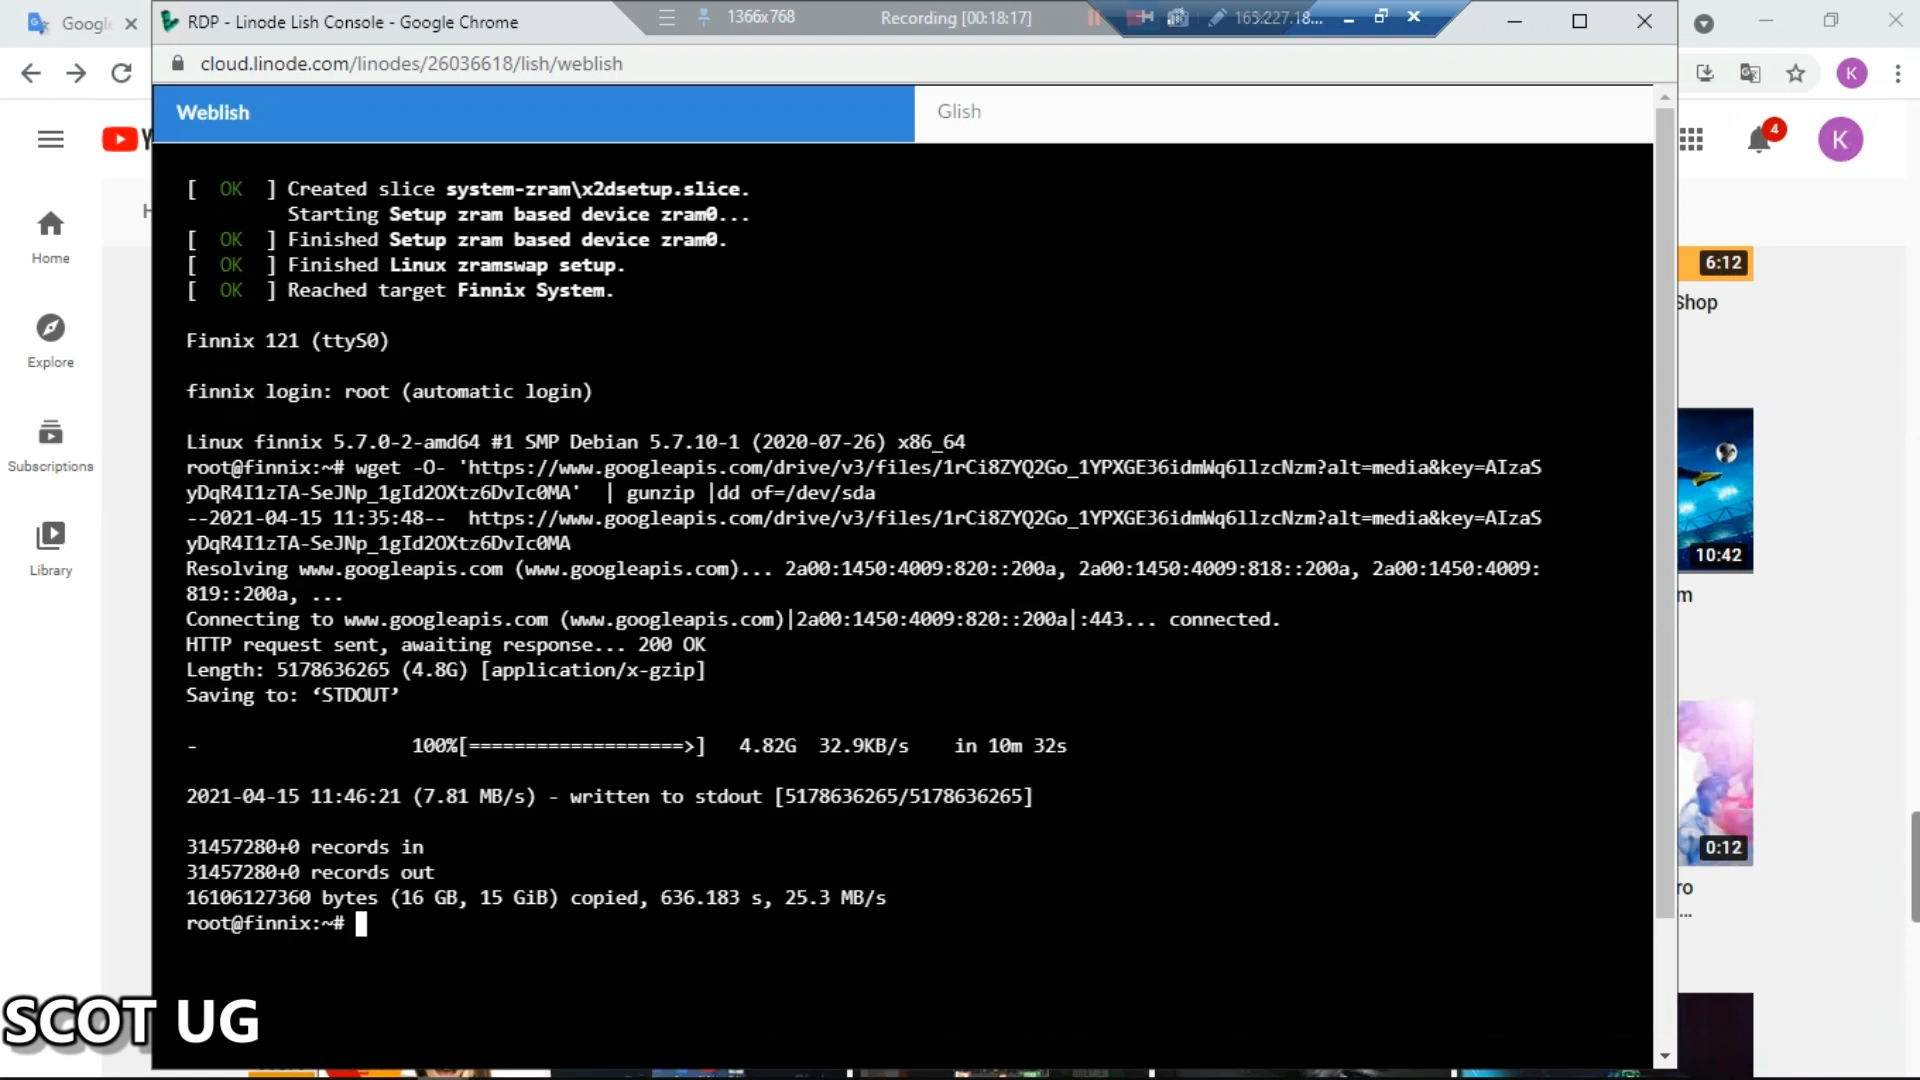 Googl
RDP - Linode Lish Console - Google Chrome
1366x768
Recording [00:18:17]
cloud.linode.com/linodes/26036618/lish/weblish
Weblish
Glish
[  OK  ] Created slice system-zram\x2dsetup.slice.
Starting Setup zram based device zram0...
[  OK  ] Finished Setup zram based device zram0.
[  OK  ] Finished Linux zramswap setup.
[  OK  ] Reached target Finnix System.
Finnix 121 (ttyS0)
finnix login: root (automatic login)
Linux finnix 5.7.0-2-amd64 #1 SMP Debian 5.7.10-1 (2020-07-26) x86_64
root@finnix:~# wget -O- 'https://www.googleapis.com/drive/v3/files/1rCi8ZYQ2Go_1YPXGE36idmWq6llzcNzm?alt=media&key=AIzaS
yDqR4I1zTA-SeJNp_1gId2OXtz6DvIc0MA'  | gunzip |dd of=/dev/sda
--2021-04-15 11:35:48--  https://www.googleapis.com/drive/v3/files/1rCi8ZYQ2Go_1YPXGE36idmWq6llzcNzm?alt=media&key=AIzaS
yDqR4I1zTA-SeJNp_1gId2OXtz6DvIc0MA
Resolving www.googleapis.com (www.googleapis.com)... 2a00:1450:4009:820::200a, 2a00:1450:4009:818::200a, 2a00:1450:4009:
819::200a, ...
Connecting to www.googleapis.com (www.googleapis.com)|2a00:1450:4009:820::200a|:443... connected.
HTTP request sent, awaiting response... 200 OK
Length: 5178636265 (4.8G) [application/x-gzip]
Saving to: ‘STDOUT’
-                   100%[===================>]   4.82G  32.9KB/s    in 10m 32s
2021-04-15 11:46:21 (7.81 MB/s) - written to stdout [5178636265/5178636265]
31457280+0 records in
31457280+0 records out
16106127360 bytes (16 GB, 15 GiB) copied, 636.183 s, 25.3 MB/s
root@finnix:~#
Home
Explore
Subscriptions
Library
K
4
K
6:12
Shop
10:42
m
0:12
ro
...
SCOT UG